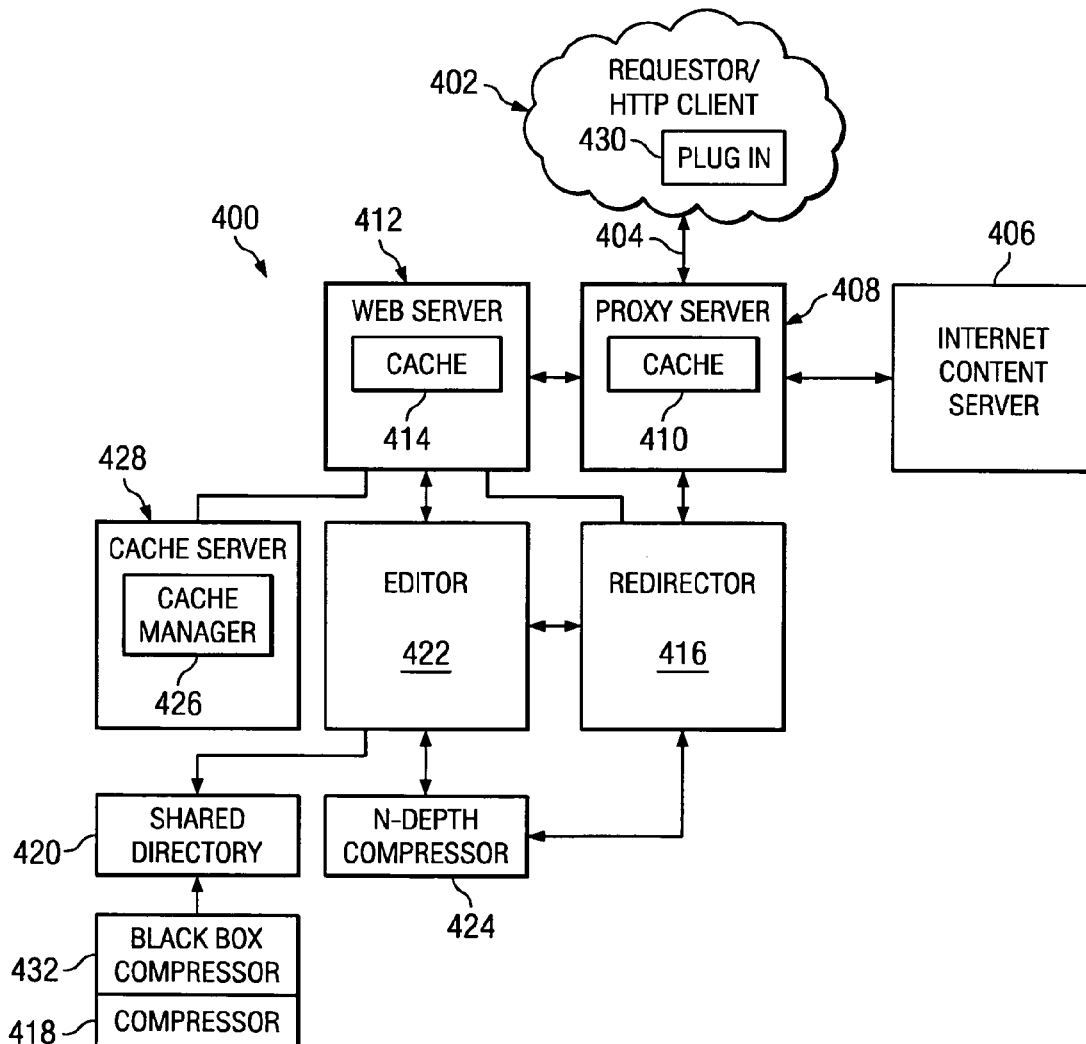 402
REQUESTOR/
HTTP CLIENT
430
PLUG IN
400
412
404
406
WEB SERVER
CACHE
414
PROXY SERVER
CACHE
410
408
INTERNET
CONTENT
SERVER
428
CACHE SERVER
CACHE
MANAGER
426
EDITOR
422
REDIRECTOR
416
420
SHARED
DIRECTORY
N-DEPTH
COMPRESSOR
424
432
BLACK BOX
COMPRESSOR
418
COMPRESSOR